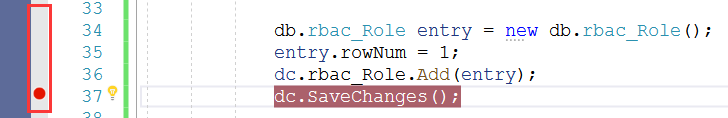 33
34 db.rbac_Role entry = new db.rbac_Role();
35 entry.rowNum = 1;
36 dc.rbac_Role.Add(entry);
37 dc.SaveChanges();
38